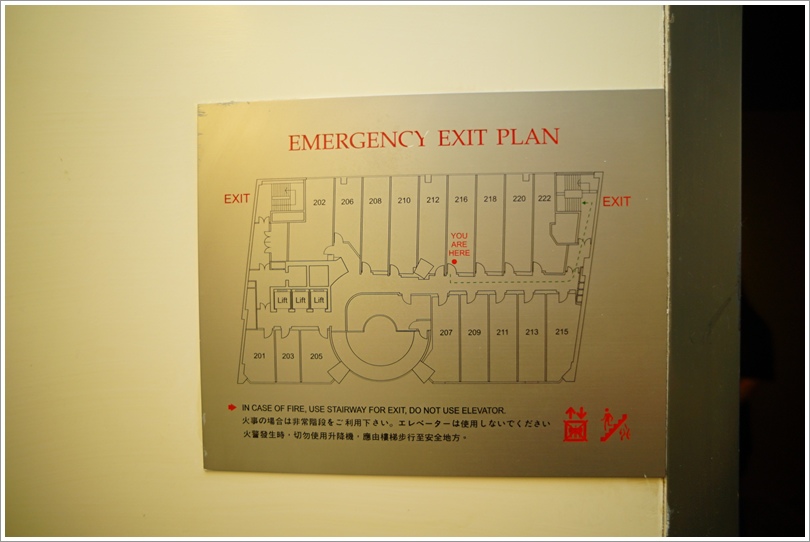 EMERGENCY EXIT PLAN
EXIT
202
206
208
210
212
216
218
220
222
EXIT
YOU
ARE
HERE
Lift
Lift
Lift
207
209
211
213
215
201
203
205
IN CASE OF FIRE, USE STAIRWAY FOR EXIT, DO NOT USE ELEVATOR.
火事の場合は非常階段をご利用下さい。エレベーターは使用しないでください
火警發生時，切勿使用升降機，應由樓梯步行至安全地方。